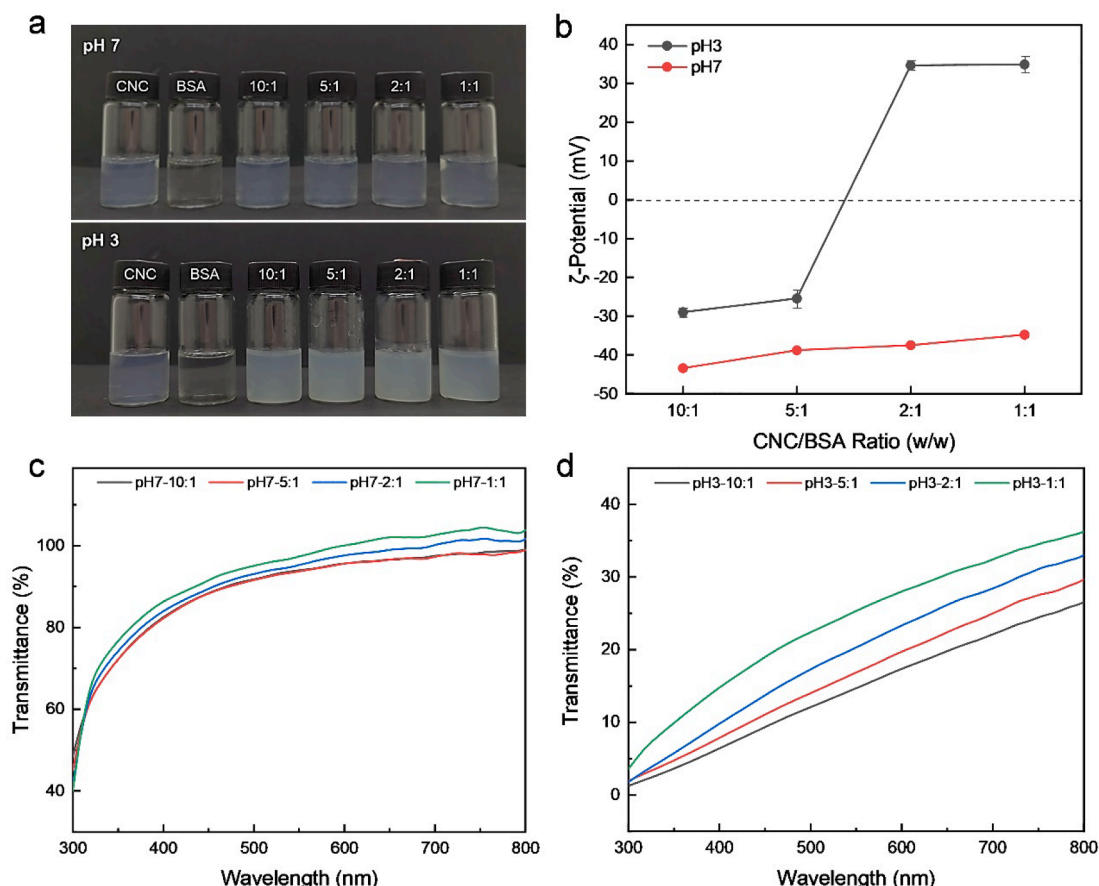 a
pH 7
CNC BSA 10:1 5:1 2:1 1:1
pH 3
CNC BSA 10:1 5:1 2:1 1:1
b
pH3
pH7
40
30
20
10
0
-10
-20
-30
-40
-50
ζ-Potential (mV)
10:1 5:1 2:1 1:1
CNC/BSA Ratio (w/w)
c
pH7-10:1 pH7-5:1 pH7-2:1 pH7-1:1
100
80
60
40
Transmittance (%)
300 400 500 600 700 800
Wavelength (nm)
d
pH3-10:1 pH3-5:1 pH3-2:1 pH3-1:1
40
30
20
10
0
Transmittance (%)
300 400 500 600 700 800
Wavelength (nm)